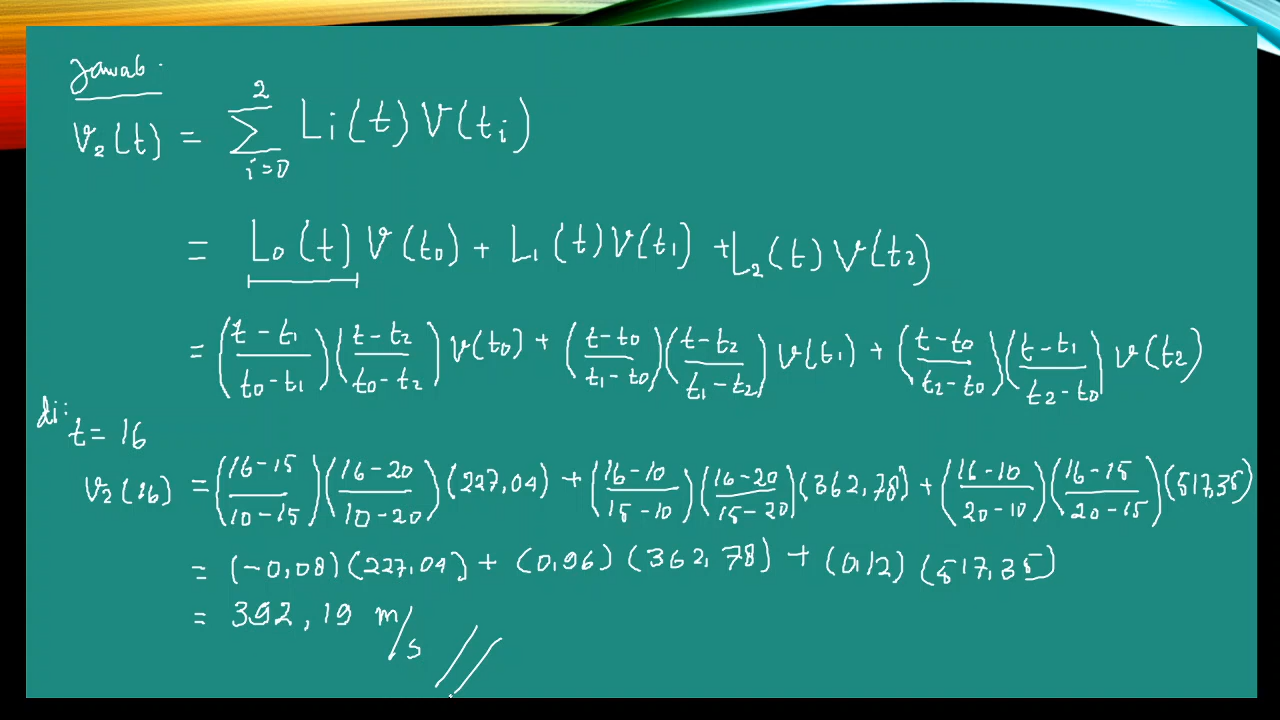 Jawab.
V₂(t) = ∑_{i=0}^{2} Li(t) V(ti)
= L₀(t) V(t₀) + L₁(t) V(t₁) + L₂(t) V(t₂)
= ((t-t₁)/(t₀-t₁)) ((t-t₂)/(t₀-t₂)) V(t₀) + ((t-t₀)/(t₁-t₀)) ((t-t₂)/(t₁-t₂)) V(t₁) + ((t-t₀)/(t₂-t₀)) ((t-t₁)/(t₂-t₀)) V(t₂)
di:
t = 16
V₂(16) = ((16-15)/(10-15)) ((16-20)/(10-20)) (227,04) + ((16-10)/(15-10)) ((16-20)/(15-20)) (362,78) + ((16-10)/(20-10)) ((16-15)/(20-15)) (517,35)
= (-0,08) (227,04) + (0,96) (362,78) + (0,12) (517,35)
= 392,19 m/s //